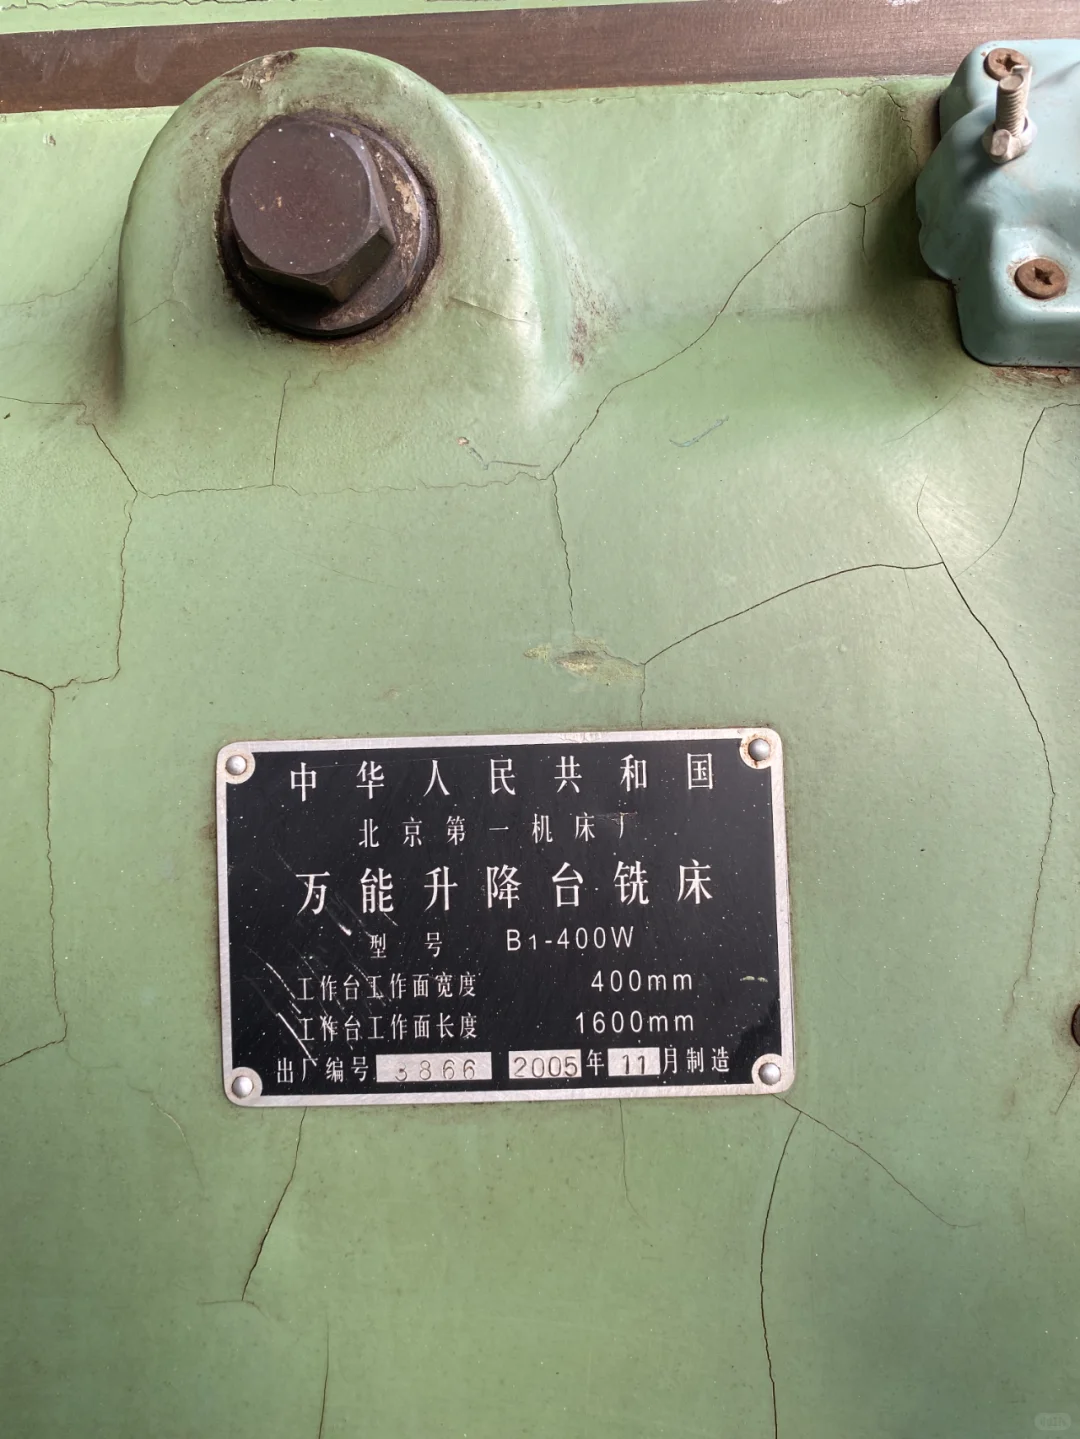 中华人民共和国
北京第一机床厂
万能升降台铣床
型号 B1-400W
工作台工作面宽度 400mm
工作台工作面长度 1600mm
出厂编号 3866 2005年11月制造